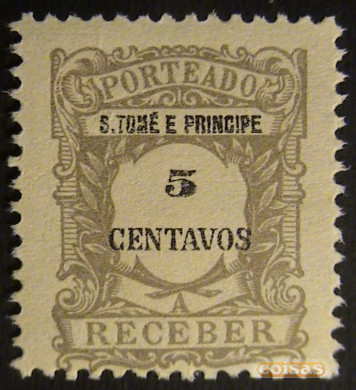 PORTEADO
S. TOMÉ E PRINCIPE
5
CENTAVOS
A
RECEBER
coisas